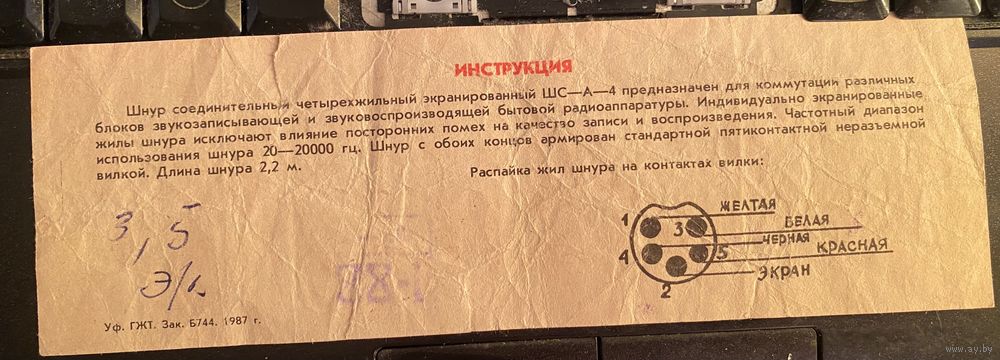 ИНСТРУКЦИЯ
Шнур соединительный четырехжильный экранированный ШС—А—4 предназначен для коммутации различных
блоков звукозаписывающей и звуковоспроизводящей бытовой радиоаппаратуры. Индивидуально экранированные
жилы шнура исключают влияние посторонних помех на качество записи и воспроизведения. Частотный диапазон
использования шнура 20—20000 гц. Шнур с обоих концов армирован стандартной пятиконтактной неразъемной
вилкой. Длина шнура 2,2 м.
Распайка жил шнура на контактах вилки:
1 ЖЕЛТАЯ
3 БЕЛАЯ
ЧЕРНАЯ
4 5 КРАСНАЯ
ЭКРАН
2
3,5
Э/к
Уф. ГЖТ. Зак. Б744. 1987 г.
www.ay.by